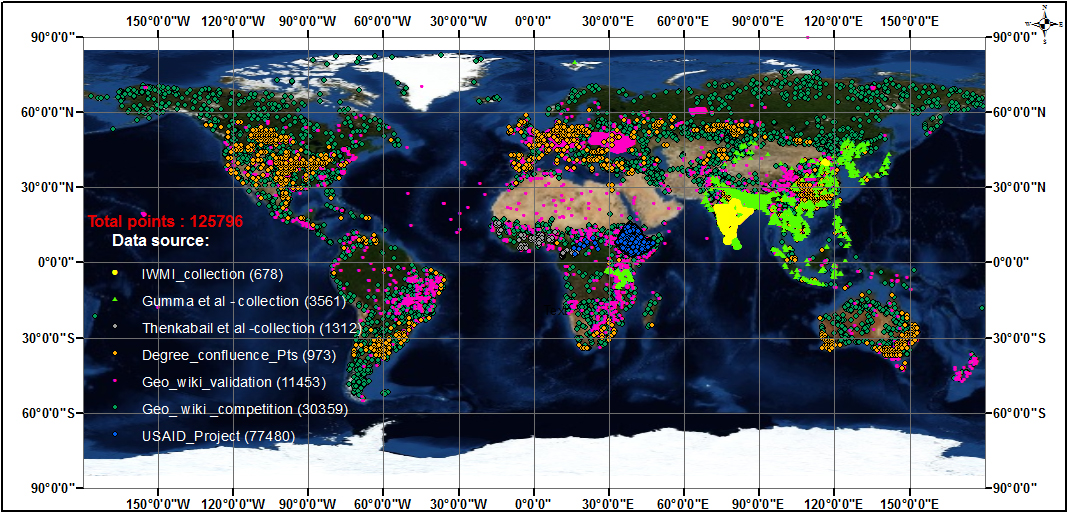 150°0'0"W 120°0'0"W 90°0'0"W 60°0'0"W 30°0'0"W 0°0'0" 30°0'0"E 60°0'0"E 90°0'0"E 120°0'0"E 150°0'0"E
N
W E
S
90°0'0" 90°0'0"
60°0'0"N 60°0'0"N
30°0'0"N 30°0'0"N
Total points : 125796
Data source:
0°0'0" 0°0'0"
IWMI_collection (678)
Gumma et al - collection (3561)
Thenkabail et al -collection (1312)
30°0'0"S 30°0'0"S
Degree_confluence_Pts (973)
Geo_wiki_validation (11453)
Geo_ wiki _competition (30359)
60°0'0"S 60°0'0"S
USAID_Project (77480)
90°0'0" 90°0'0"
150°0'0"W 120°0'0"W 90°0'0"W 60°0'0"W 30°0'0"W 0°0'0" 30°0'0"E 60°0'0"E 90°0'0"E 120°0'0"E 150°0'0"E